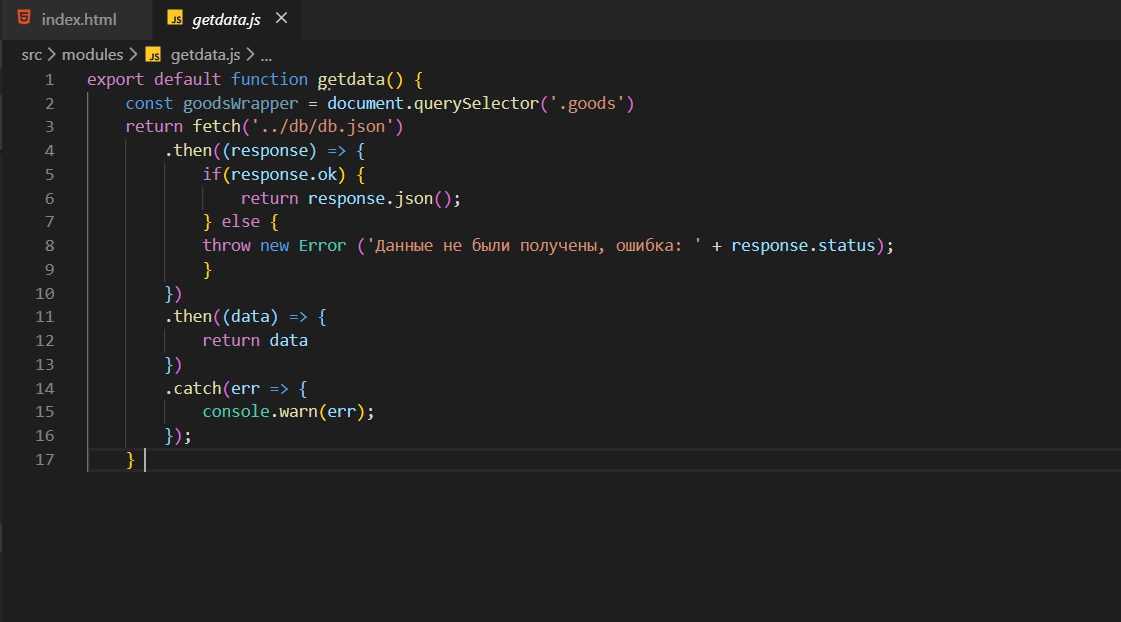 index.html JS getdata.js ×
src > modules > JS getdata.js > ...
1 export default function getdata() {
2 const goodsWrapper = document.querySelector('.goods')
3 return fetch('../db/db.json')
4 .then((response) => {
5 if(response.ok) {
6 return response.json();
7 } else {
8 throw new Error ('Данные не были получены, ошибка: ' + response.status);
9 }
10 })
11 .then((data) => {
12 return data
13 })
14 .catch(err => {
15 console.warn(err);
16 });
17 }